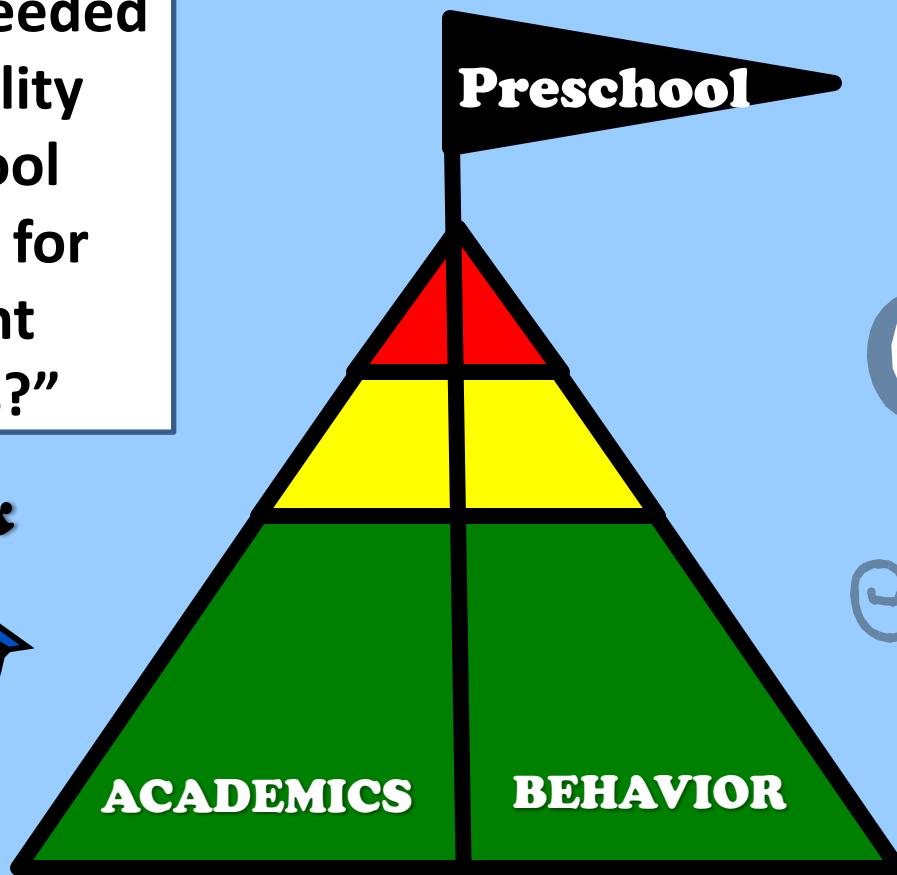 eeded
lity
ool
for
nt
?”
Preschool
ACADEMICS
BEHAVIOR